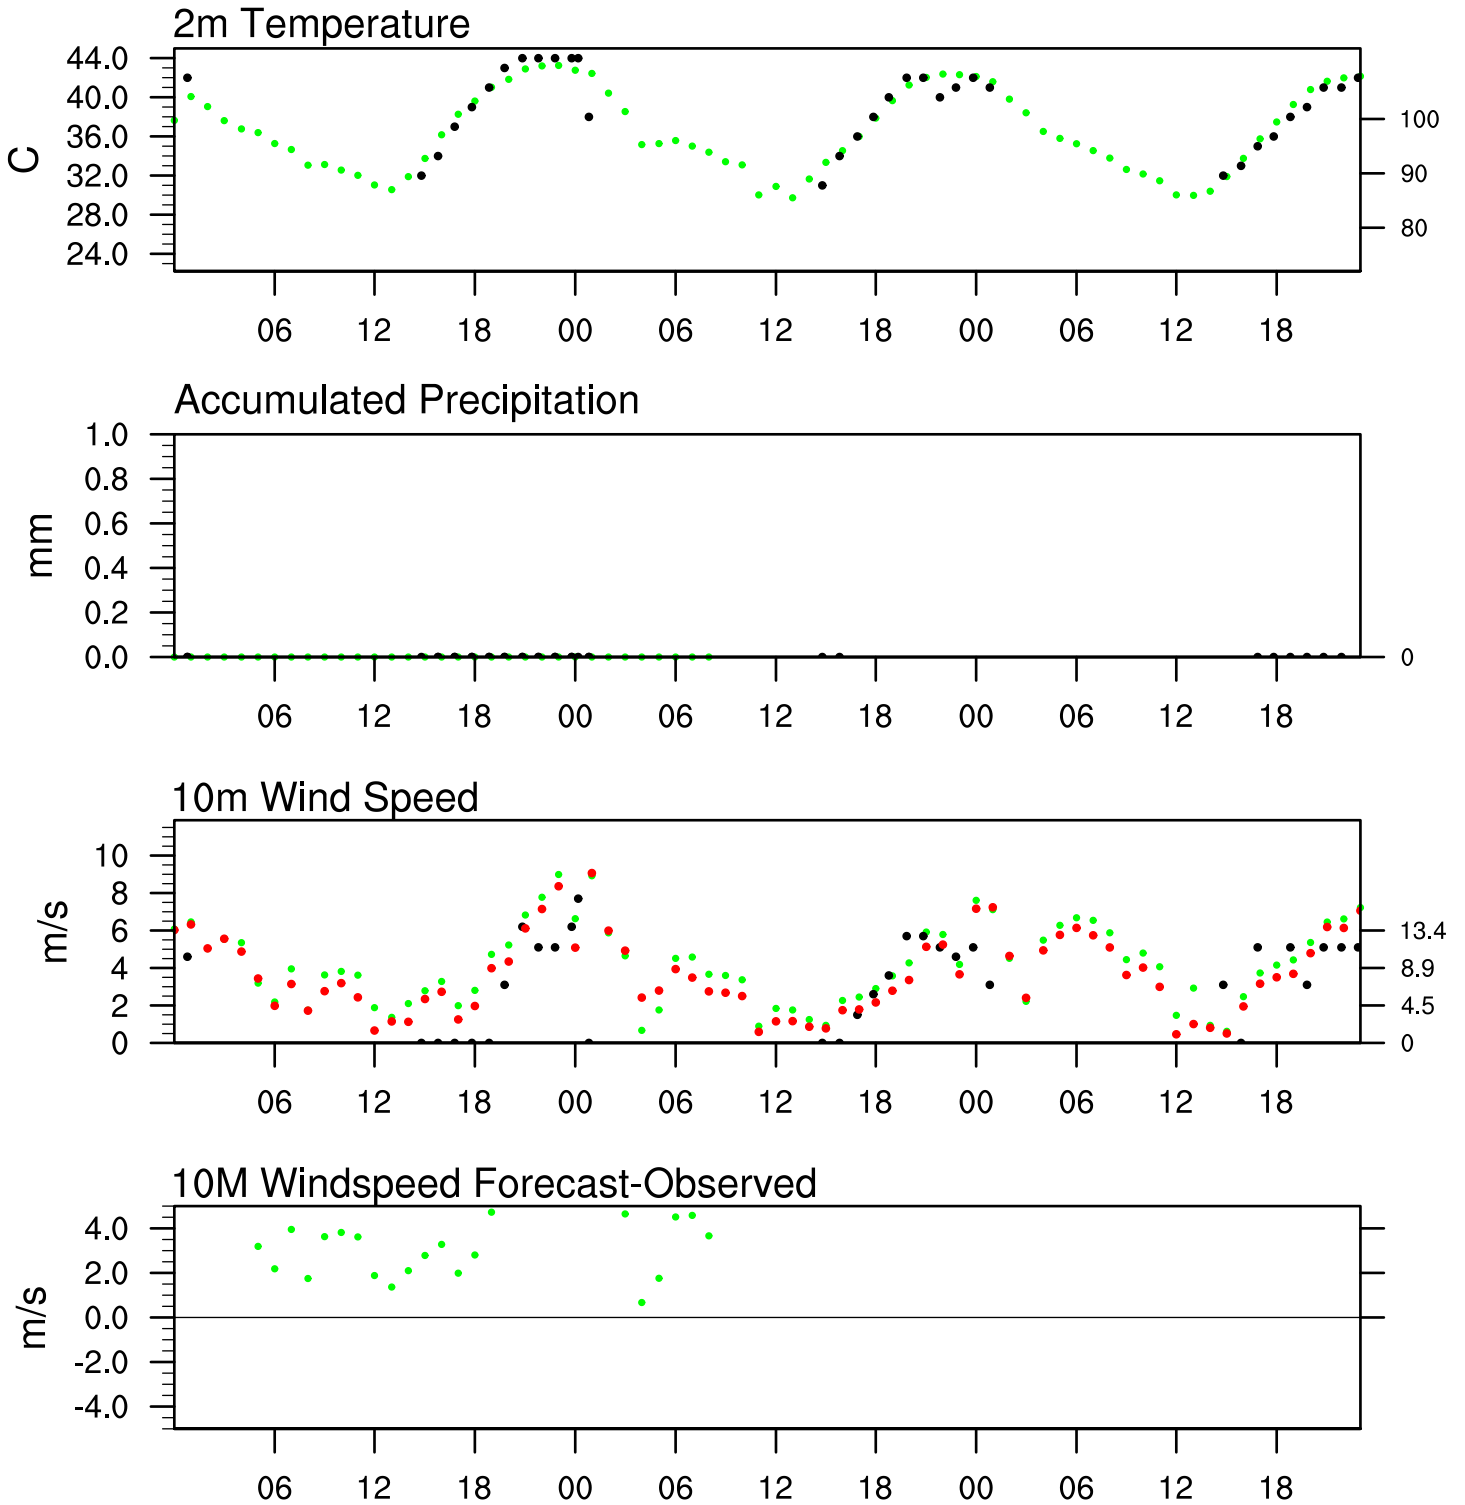 2m Temperature
44.0
40.0
36.0
32.0
28.0
24.0
C
100
90
80
06 12 18 00 06 12 18 00 06 12 18
Accumulated Precipitation
1.0
0.8
0.6
0.4
0.2
0.0
mm
0
06 12 18 00 06 12 18 00 06 12 18
10m Wind Speed
10
8
6
4
2
0
m/s
13.4
8.9
4.5
0
06 12 18 00 06 12 18 00 06 12 18
10M Windspeed Forecast-Observed
4.0
2.0
0.0
-2.0
-4.0
m/s
06 12 18 00 06 12 18 00 06 12 18